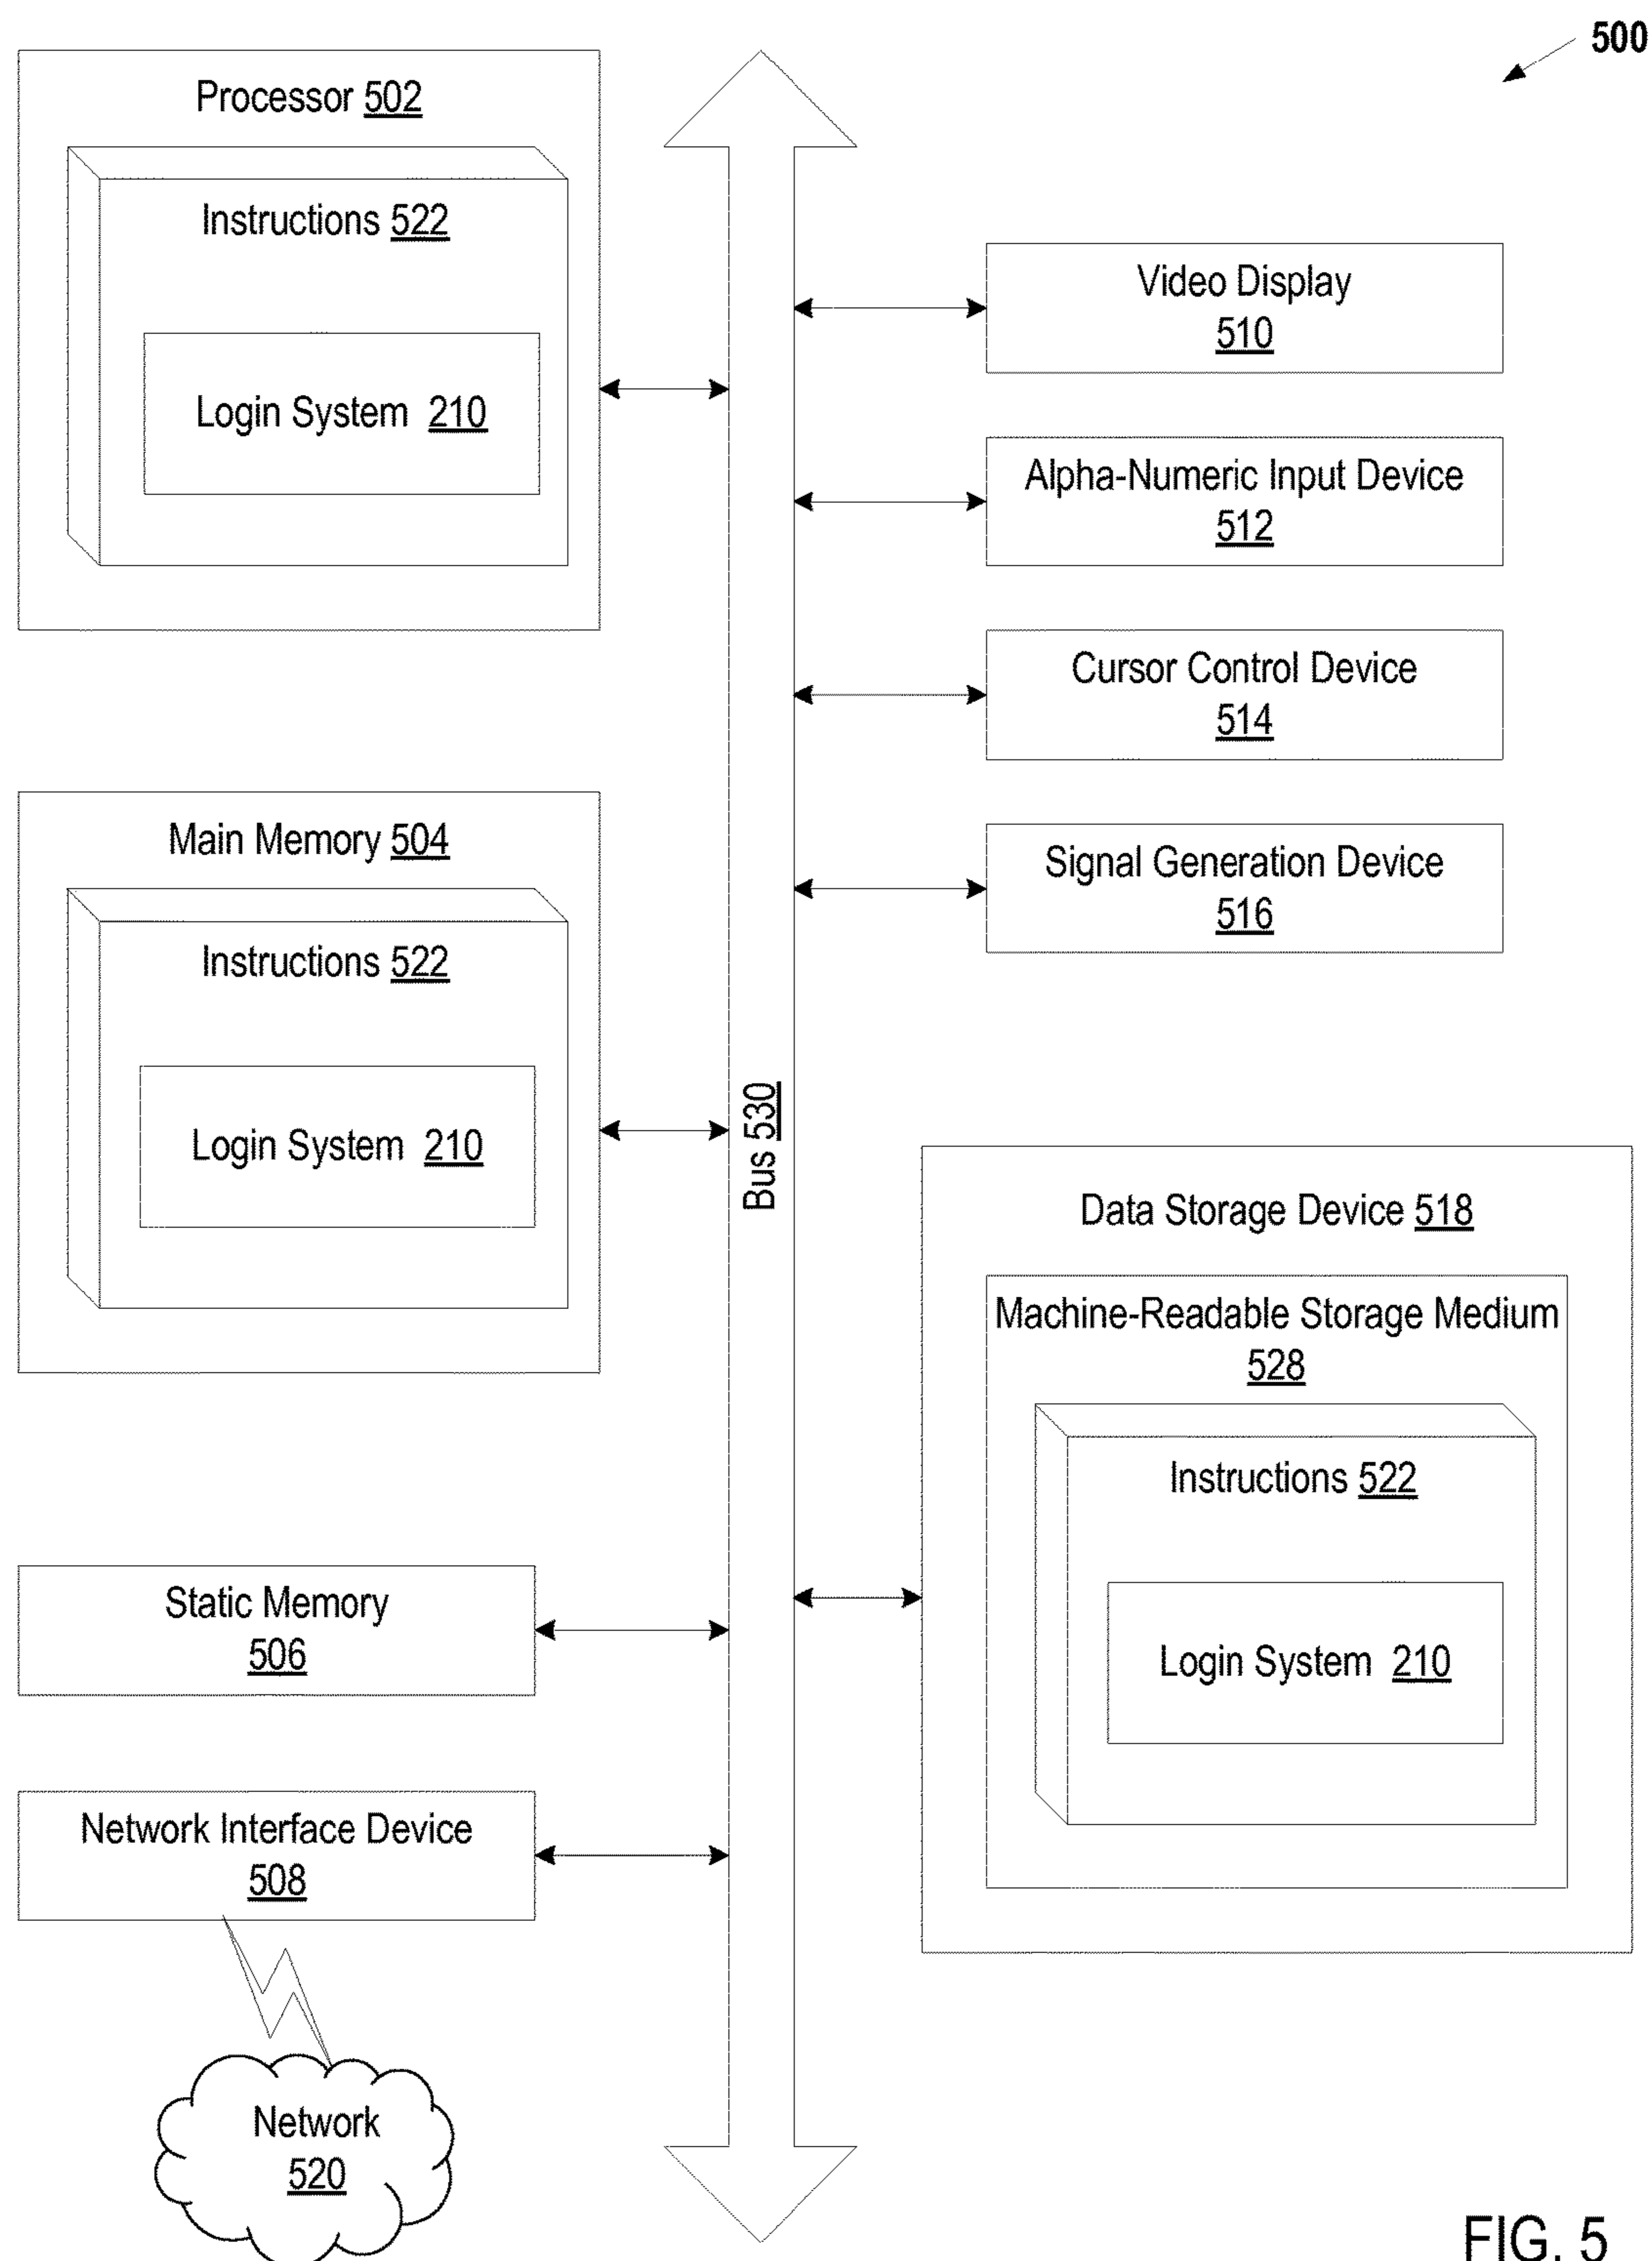 500
Processor 502
Instructions 522
Login System 210
Video Display
510
Alpha-Numeric Input Device
512
Cursor Control Device
514
Signal Generation Device
516
Main Memory 504
Instructions 522
Login System 210
Bus 530
Data Storage Device 518
Machine-Readable Storage Medium
528
Instructions 522
Login System 210
Static Memory
506
Network Interface Device
508
Network
520
FIG. 5